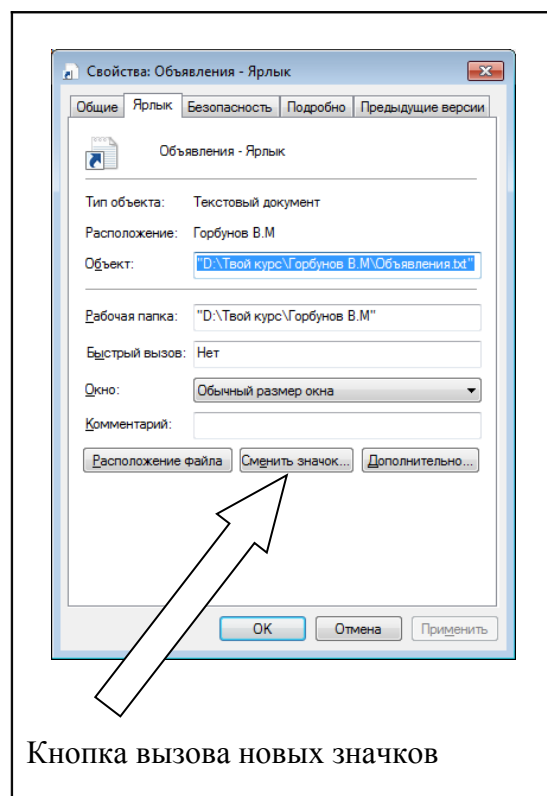 Свойства: Объявления - Ярлык
Общие Ярлык Безопасность Подробно Предыдущие версии
Объявления - Ярлык
Тип объекта: Текстовый документ
Расположение: Горбунов В.М
Объект: "D:\Твой курс\Горбунов В.М\Объявления.txt"
Рабочая папка: "D:\Твой курс\Горбунов В.М"
Быстрый вызов: Нет
Окно: Обычный размер окна
Комментарий:
Расположение файла Сменить значок... Дополнительно...
OK Отмена Применить
Кнопка вызова новых значков